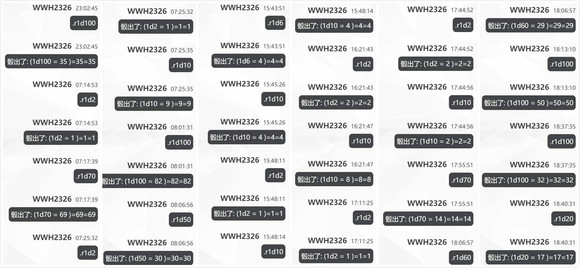 WWH2326 23:02:45
.r1d100
WWH2326 23:02:45
骰出了: (1d100 = 35 )=35=35
WWH2326 07:14:53
.r1d2
WWH2326 07:14:53
骰出了: (1d2 = 1 )=1=1
WWH2326 07:17:39
.r1d70
WWH2326 07:17:39
骰出了: (1d70 = 69 )=69=69
WWH2326 07:25:32
.r1d2
WWH2326 07:25:32
骰出了: (1d2 = 1 )=1=1
WWH2326 07:25:35
.r1d10
WWH2326 07:25:35
骰出了: (1d10 = 9 )=9=9
WWH2326 08:01:31
.r1d100
WWH2326 08:01:31
骰出了: (1d100 = 82 )=82=82
WWH2326 08:06:56
.r1d50
WWH2326 08:06:56
骰出了: (1d50 = 30 )=30=30
WWH2326 15:43:51
.r1d6
WWH2326 15:43:51
骰出了: (1d6 = 4 )=4=4
WWH2326 15:45:26
.r1d10
WWH2326 15:45:26
骰出了: (1d10 = 4 )=4=4
WWH2326 15:48:11
.r1d2
WWH2326 15:48:11
骰出了: (1d2 = 1 )=1=1
WWH2326 15:48:14
.r1d10
WWH2326 15:48:14
骰出了: (1d10 = 4 )=4=4
WWH2326 16:21:43
.r1d2
WWH2326 16:21:43
骰出了: (1d2 = 2 )=2=2
WWH2326 16:21:47
.r1d10
WWH2326 16:21:47
骰出了: (1d10 = 8 )=8=8
WWH2326 17:11:25
.r1d2
WWH2326 17:11:25
骰出了: (1d2 = 1 )=1=1
WWH2326 17:44:52
.r1d2
WWH2326 17:44:52
骰出了: (1d2 = 2 )=2=2
WWH2326 17:44:56
.r1d10
WWH2326 17:44:56
骰出了: (1d10 = 2 )=2=2
WWH2326 17:55:51
.r1d70
WWH2326 17:55:51
骰出了: (1d70 = 14 )=14=14
WWH2326 18:06:57
.r1d60
WWH2326 18:06:57
骰出了: (1d60 = 29 )=29=29
WWH2326 18:13:10
.r1d100
WWH2326 18:13:10
骰出了: (1d100 = 50 )=50=50
WWH2326 18:37:35
.r1d100
WWH2326 18:37:35
骰出了: (1d100 = 32 )=32=32
WWH2326 18:40:31
.r1d20
WWH2326 18:40:31
骰出了: (1d20 = 17 )=17=17